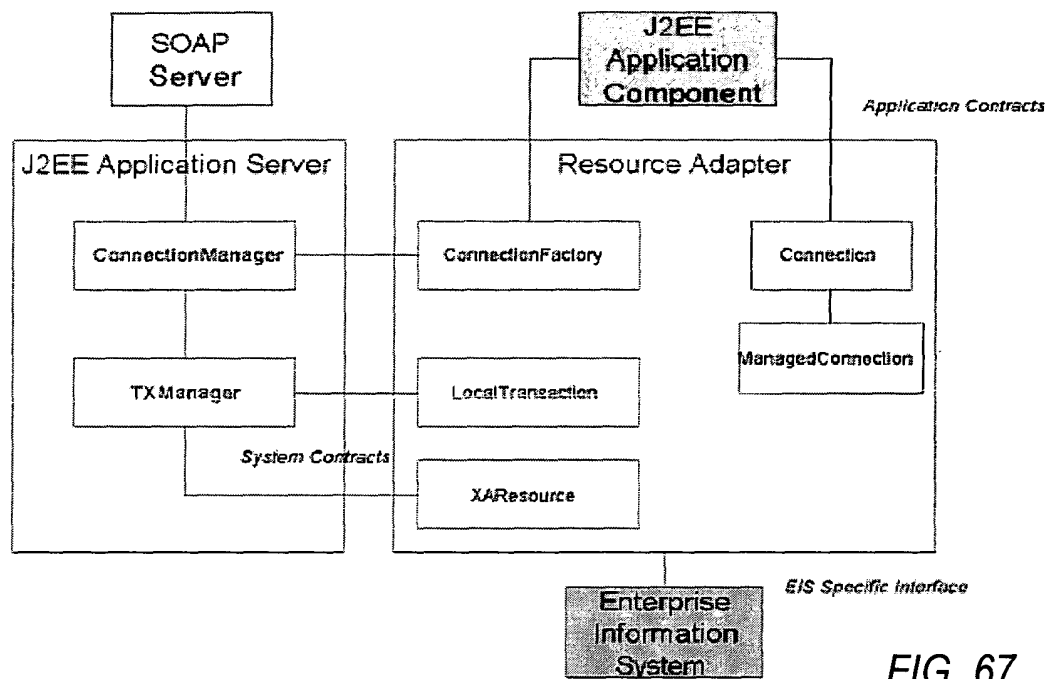 SOAP
Server
J2EE
Application
Component
Application Contracts
J2EE Application Server
Resource Adapter
ConnectionManager
ConnectionFactory
Connection
ManagedConnection
TXManager
LocalTransaction
System Contracts
XAResource
EIS Specific Interface
Enterprise
Information
System
FIG. 67